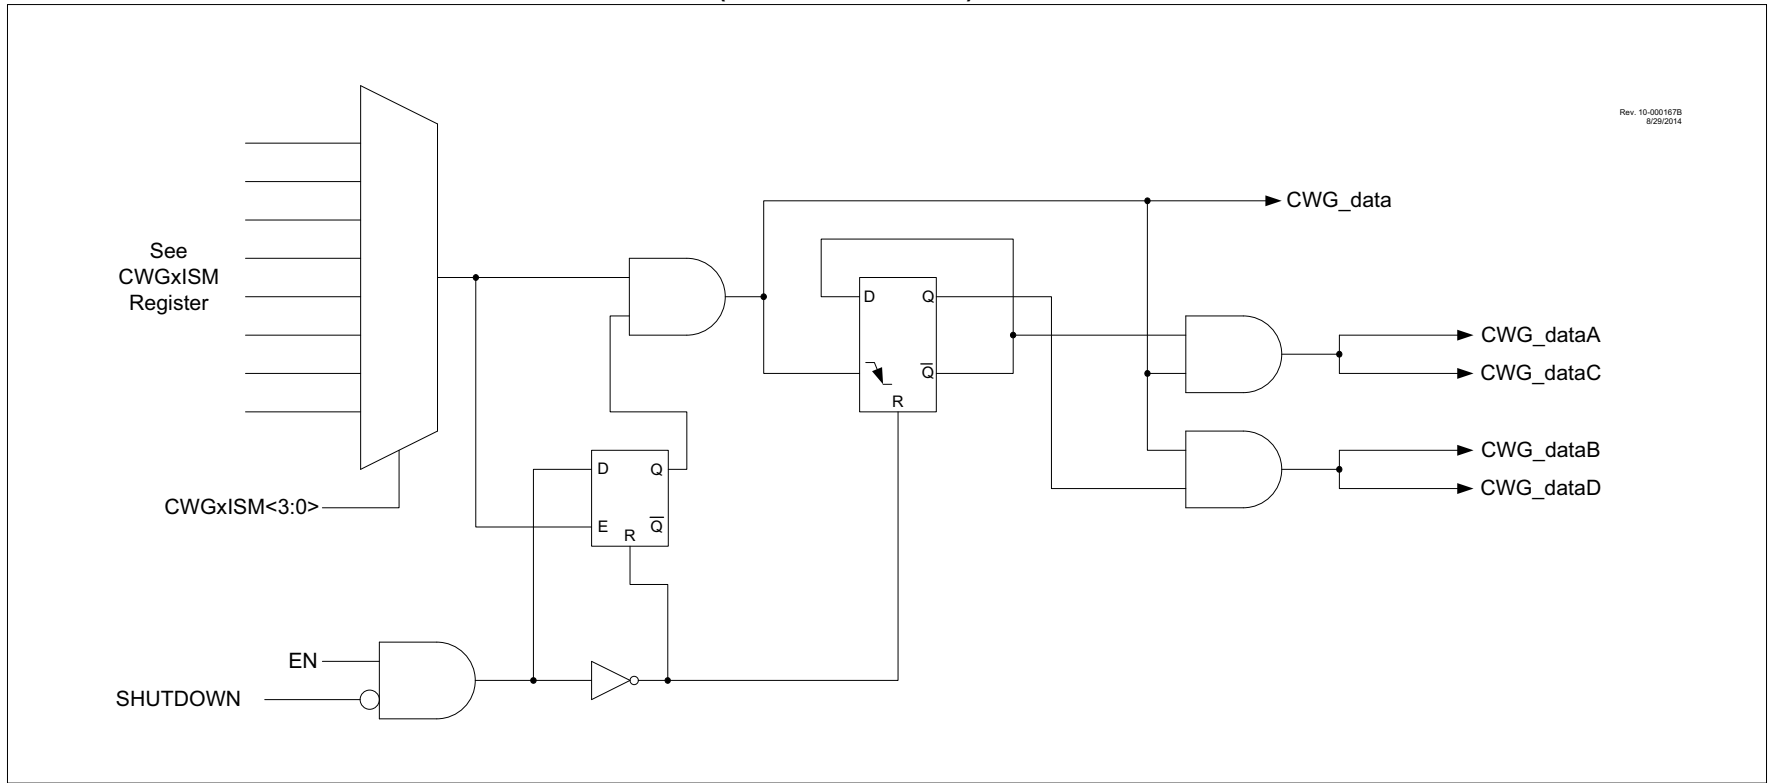 Rev. 10-000167B
8/29/2014
CWG_data
See
CWGxISM
Register
D
Q
Q
R
CWG_dataA
CWG_dataC
CWG_dataB
CWG_dataD
D
Q
E
Q
R
CWGxISM<3:0>
EN
SHUTDOWN